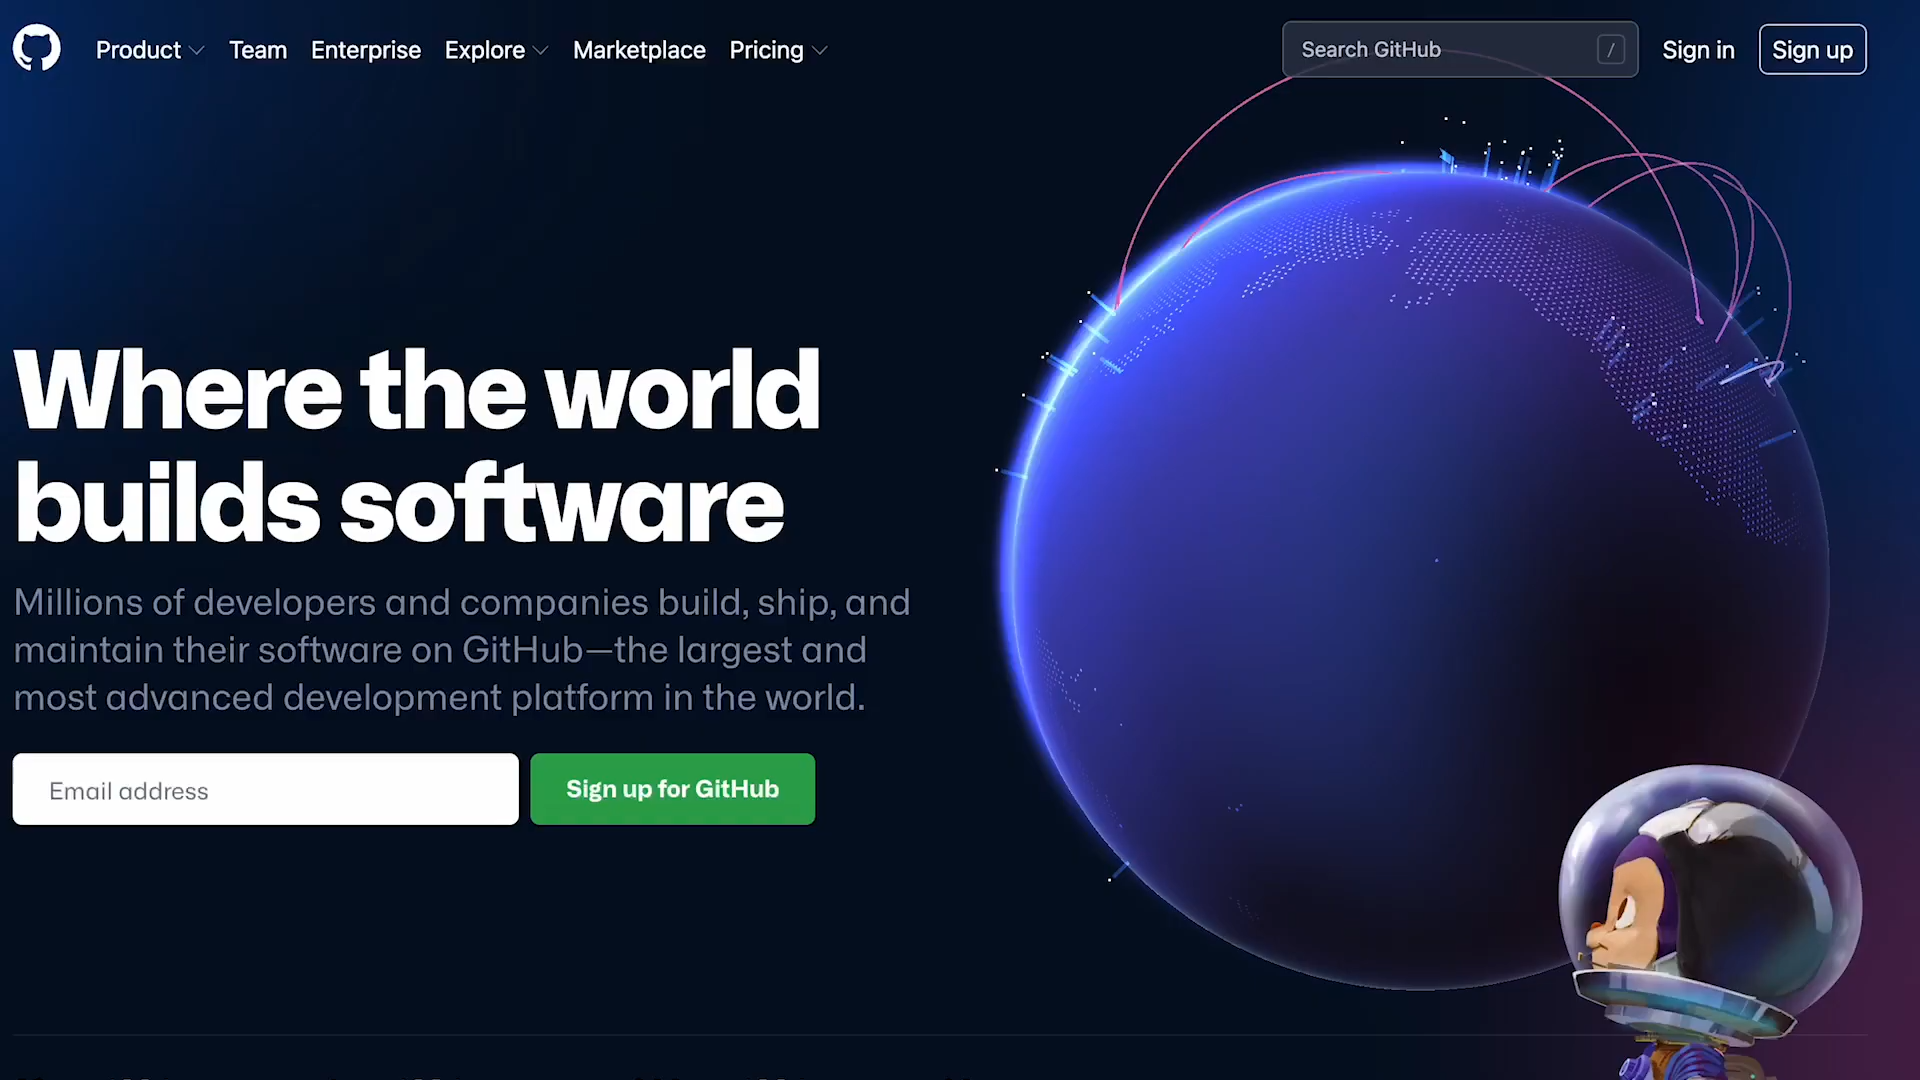 Product Team Enterprise Explore Marketplace Pricing Search GitHub / Sign in Sign up
Where the world
builds software
Millions of developers and companies build, ship, and
maintain their software on GitHub—the largest and
most advanced development platform in the world.
Email address Sign up for GitHub